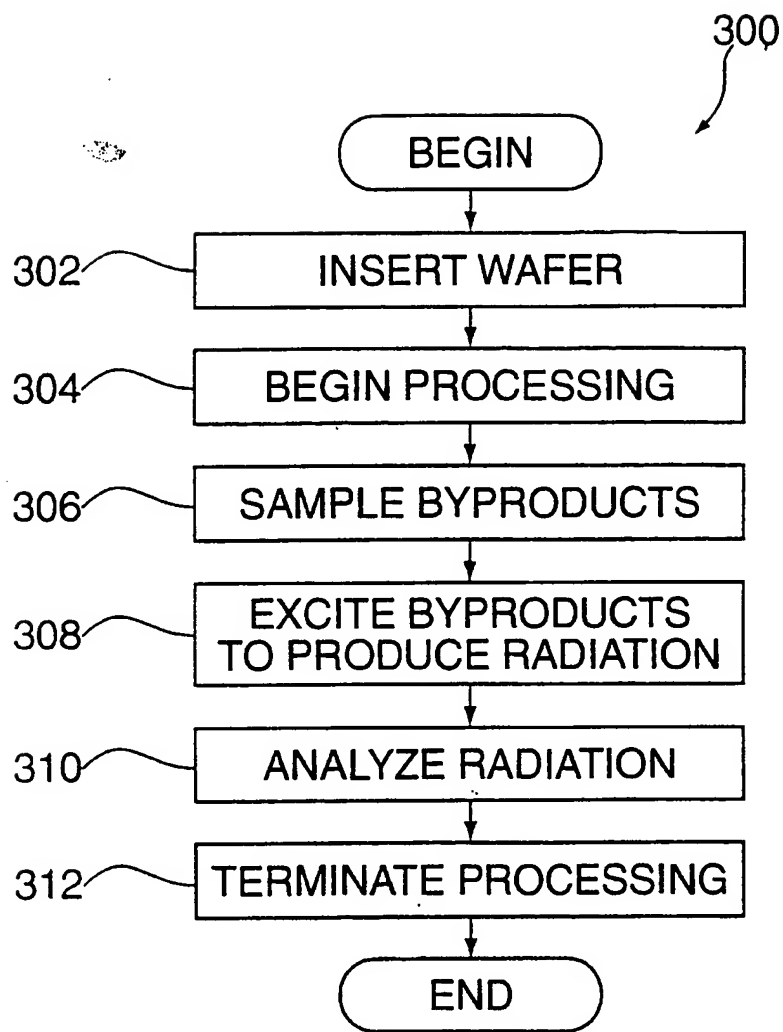 300
BEGIN
302
INSERT WAFER
304
BEGIN PROCESSING
306
SAMPLE BYPRODUCTS
308
EXCITE BYPRODUCTS
TO PRODUCE RADIATION
310
ANALYZE RADIATION
312
TERMINATE PROCESSING
END